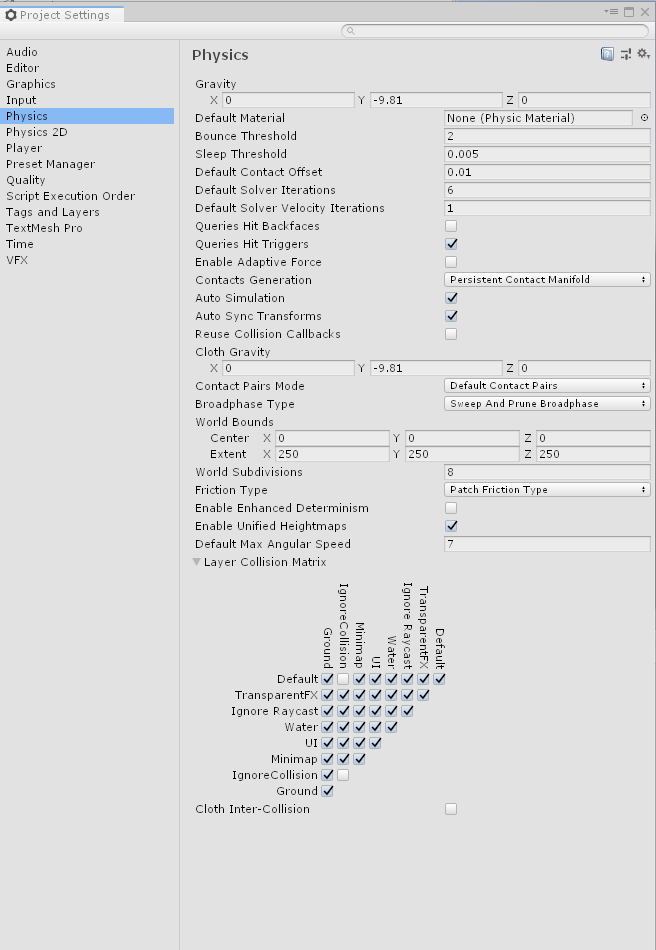 Project Settings
Audio
Editor
Graphics
Input
Physics
Physics 2D
Player
Preset Manager
Quality
Script Execution Order
Tags and Layers
TextMesh Pro
Time
VFX
Physics
Gravity
X 0 Y -9.81 Z 0
Default Material None (Physic Material)
Bounce Threshold 2
Sleep Threshold 0.005
Default Contact Offset 0.01
Default Solver Iterations 6
Default Solver Velocity Iterations 1
Queries Hit Backfaces
Queries Hit Triggers
Enable Adaptive Force
Contacts Generation Persistent Contact Manifold
Auto Simulation
Auto Sync Transforms
Reuse Collision Callbacks
Cloth Gravity
X 0 Y -9.81 Z 0
Contact Pairs Mode Default Contact Pairs
Broadphase Type Sweep And Prune Broadphase
World Bounds
Center X 0 Y 0 Z 0
Extent X 250 Y 250 Z 250
World Subdivisions 8
Friction Type Patch Friction Type
Enable Enhanced Determinism
Enable Unified Heightmaps
Default Max Angular Speed 7
Layer Collision Matrix
Ground
IgnoreCollision
Minimap
UI
Water
Ignore Raycast
TransparentFX
Default
Default
TransparentFX
Ignore Raycast
Water
UI
Minimap
IgnoreCollision
Ground
Cloth Inter-Collision